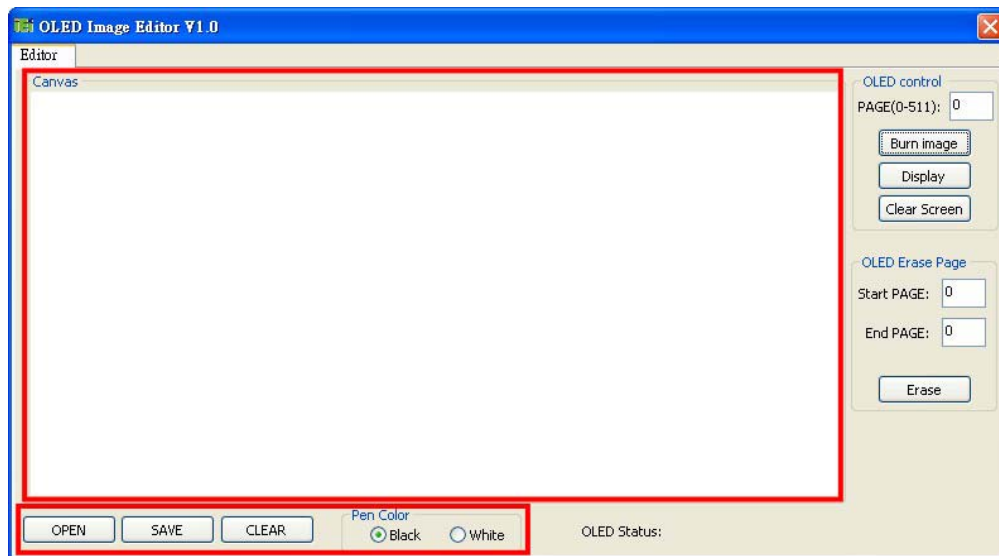 OLED Image Editor V1.0
Editor
Canvas
OLED control
PAGE(0-511): 0
Burn image
Display
Clear Screen
OLED Erase Page
Start PAGE: 0
End PAGE: 0
Erase
OPEN SAVE CLEAR
Pen Color
Black White
OLED Status: